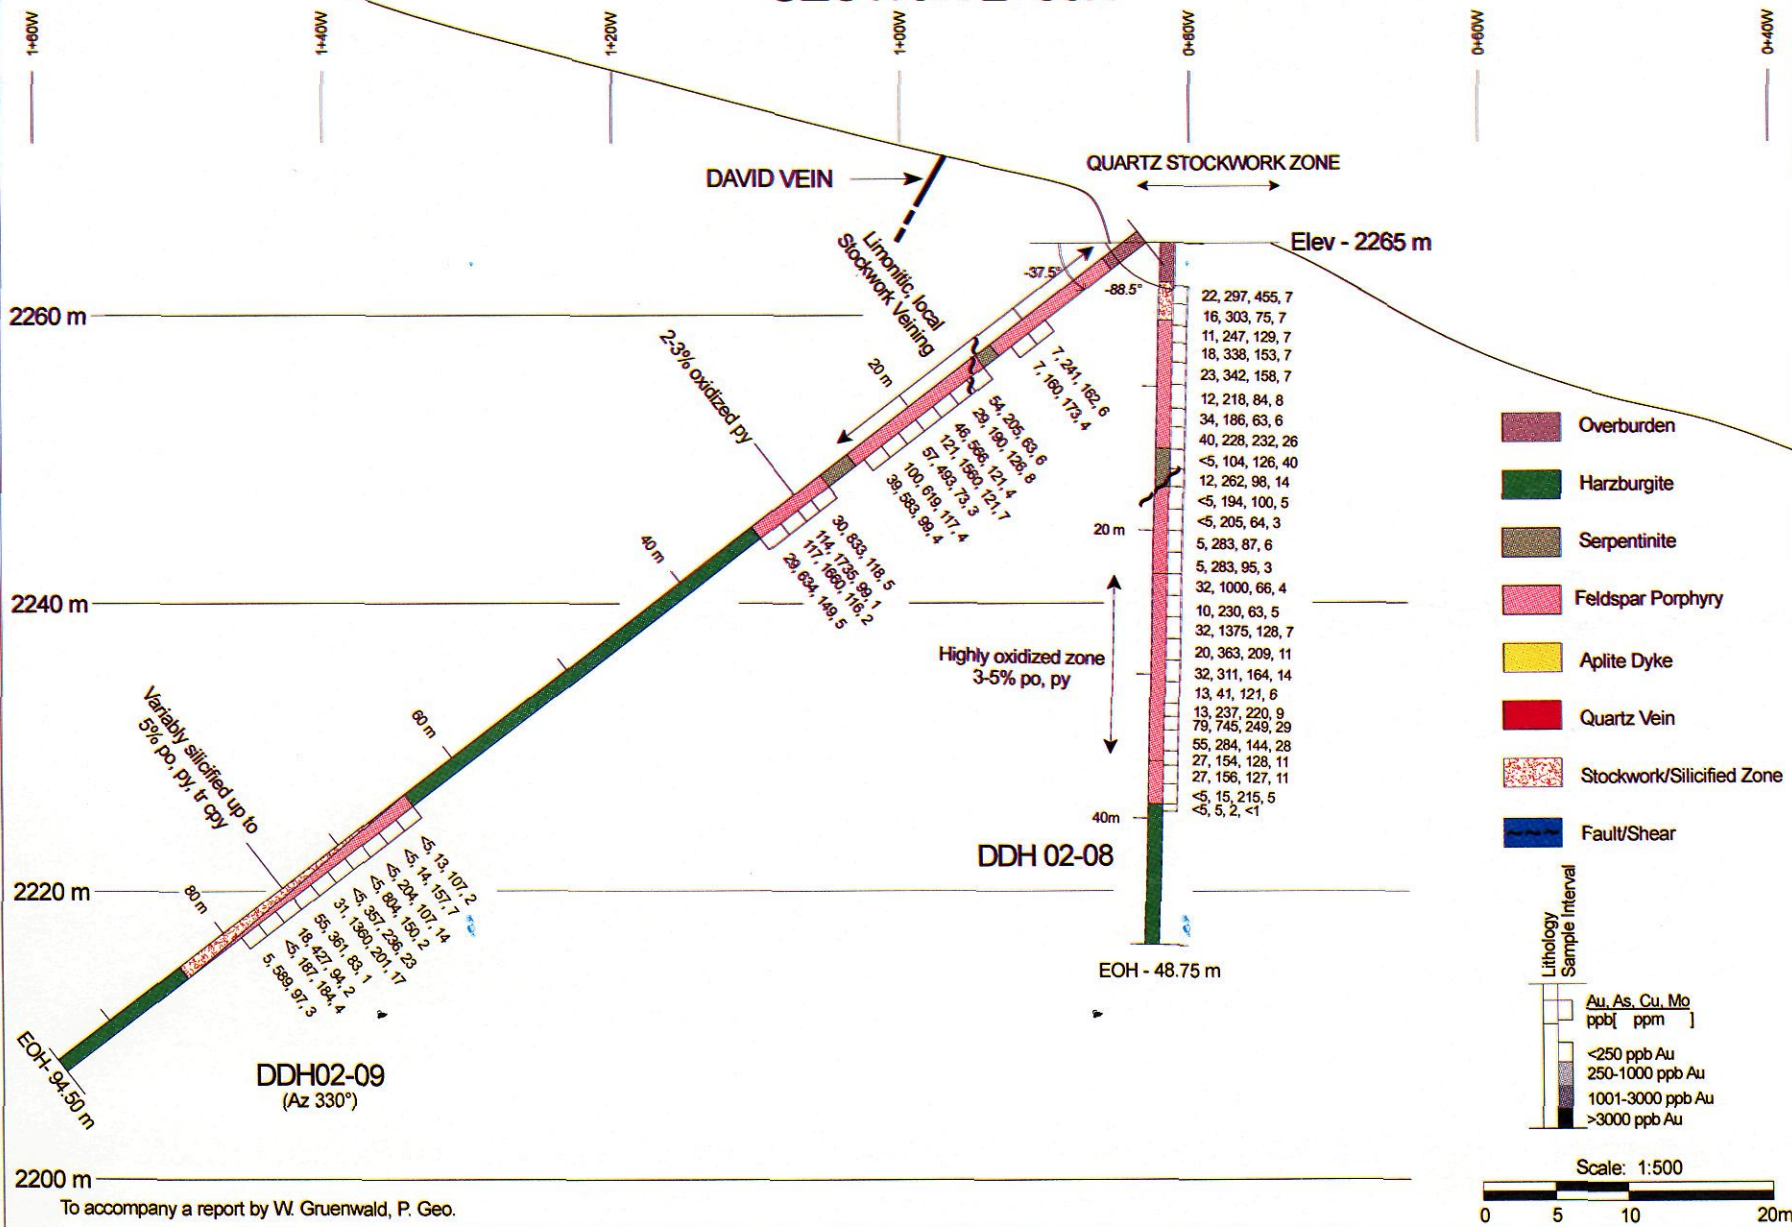 1+60W
1+40W
1+20W
1+00W
0+80W
0+60W
0+40W
QUARTZ STOCKWORK ZONE
DAVID VEIN
Elev - 2265 m
Limonitic, local
Stockwork Veining
-37.5°
-88.5°
2260 m
2-3% oxidized py
20 m
7, 241, 162, 6
7, 160, 173, 4
54, 205, 63, 6
29, 190, 126, 8
46, 566, 121, 4
121, 1560, 121, 7
57, 493, 73, 3
100, 619, 117, 4
39, 583, 99, 4
30, 833, 118, 5
114, 1735, 99, 1
117, 1660, 116, 2
29, 634, 149, 5
40 m
60 m
80 m
22, 297, 455, 7
16, 303, 75, 7
11, 247, 129, 7
18, 338, 153, 7
23, 342, 158, 7
12, 218, 84, 8
34, 186, 63, 6
40, 228, 232, 26
<5, 104, 126, 40
12, 262, 98, 14
<5, 194, 100, 5
<5, 205, 64, 3
5, 283, 87, 6
5, 283, 95, 3
32, 1000, 66, 4
10, 230, 63, 5
32, 1375, 128, 7
20, 363, 209, 11
32, 311, 164, 14
13, 41, 121, 6
13, 237, 220, 9
79, 745, 249, 29
55, 284, 144, 28
27, 154, 128, 11
27, 156, 127, 11
<5, 15, 215, 5
<5, 5, 2, <1
20 m
40m
2240 m
Highly oxidized zone
3-5% po, py
DDH 02-08
EOH - 48.75 m
Variably silicified up to
5% po, py, tr cpy
2220 m
<5, 13, 107, 2
<5, 14, 157, 7
<5, 204, 107, 14
<5, 804, 150, 2
<5, 357, 236, 23
31, 1360, 201, 17
55, 361, 83, 1
18, 427, 94, 2
<5, 187, 184, 4
5, 589, 97, 3
EOH- 94.50 m
DDH02-09
(Az 330°)
2200 m
To accompany a report by W. Gruenwald, P. Geo.
Overburden
Harzburgite
Serpentinite
Feldspar Porphyry
Aplite Dyke
Quartz Vein
Stockwork/Silicified Zone
Fault/Shear
Lithology
Sample Interval
Au, As, Cu, Mo
ppb[ ppm ]
<250 ppb Au
250-1000 ppb Au
1001-3000 ppb Au
>3000 ppb Au
Scale: 1:500
0 5 10 20m